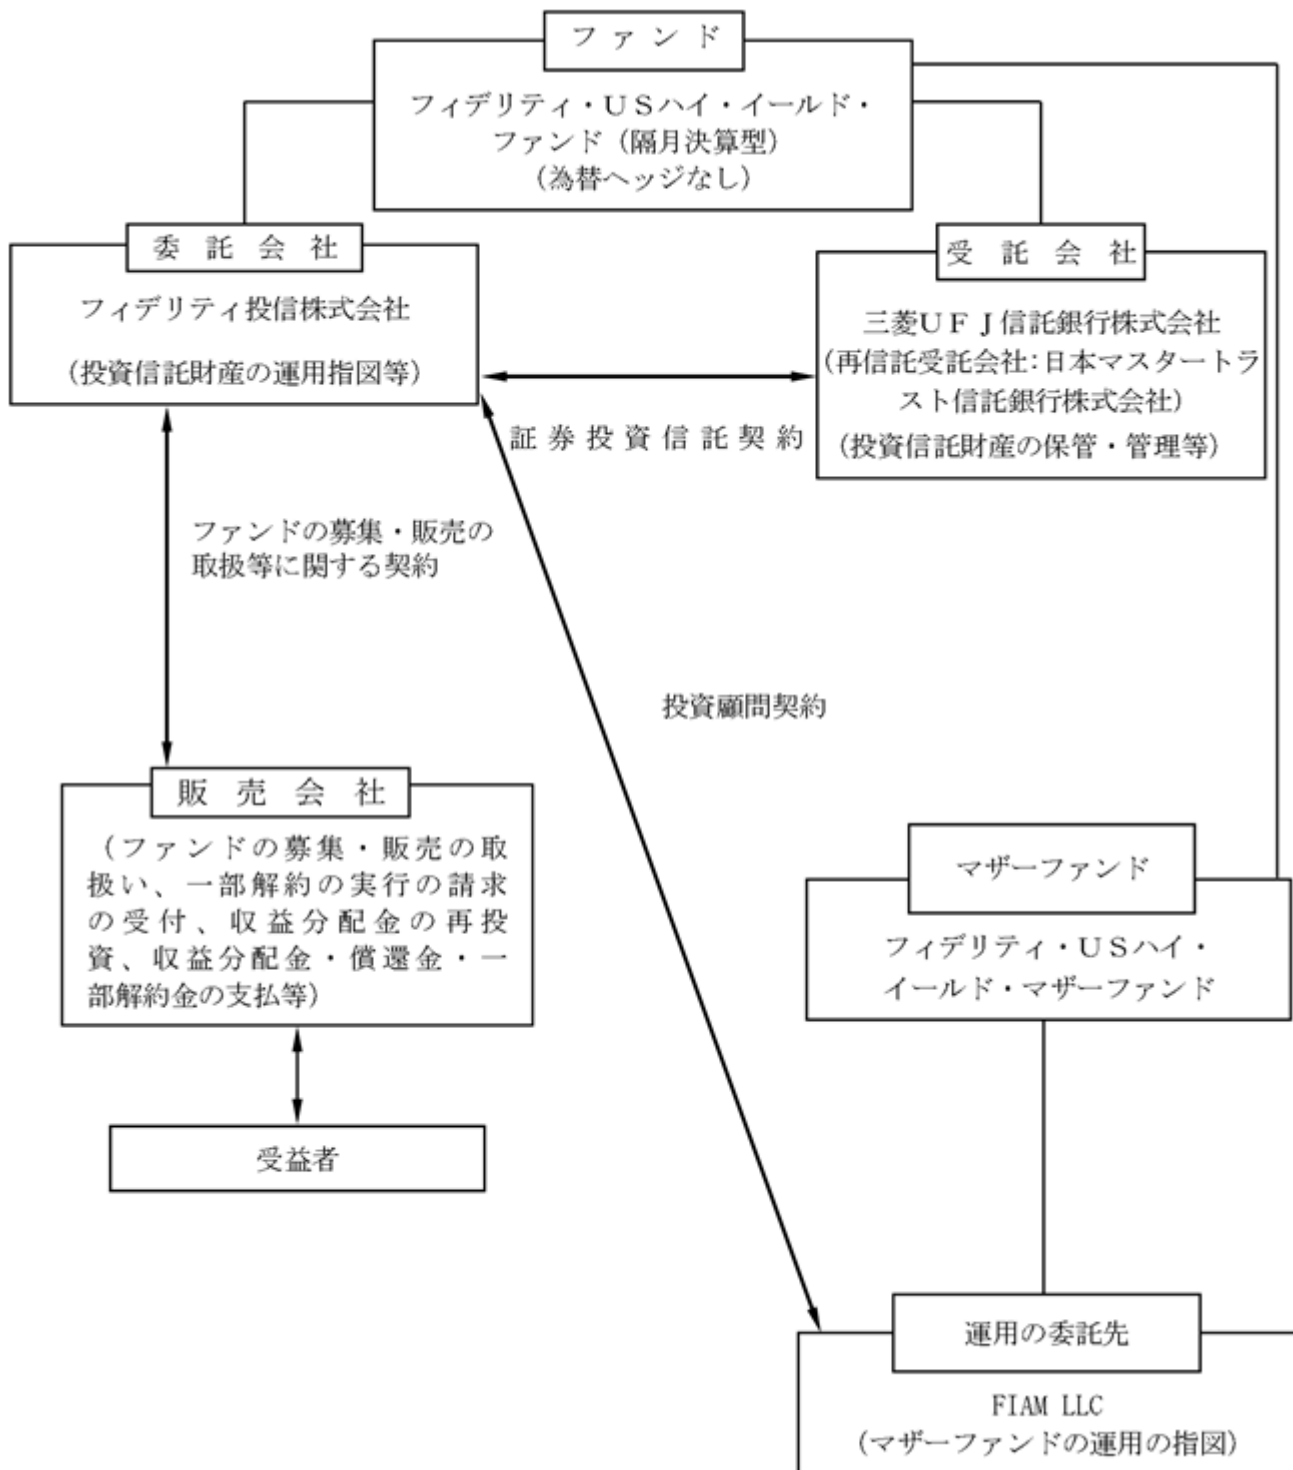 ファンド
フィデリティ・ＵＳハイ・イールド・
ファンド（隔月決算型）
（為替ヘッジなし）
委託会社
フィデリティ投信株式会社
（投資信託財産の運用指図等）
受託会社
三菱ＵＦＪ信託銀行株式会社
（再信託受託会社：日本マスタートラ
スト信託銀行株式会社）
（投資信託財産の保管・管理等）
証券投資信託契約
ファンドの募集・販売の
取扱等に関する契約
投資顧問契約
販売会社
（ファンドの募集・販売の取
扱い、一部解約の実行の請求
の受付、収益分配金の再投
資、収益分配金・償還金・一
部解約金の支払等）
マザーファンド
フィデリティ・ＵＳハイ・
イールド・マザーファンド
受益者
運用の委託先
FIAM LLC
（マザーファンドの運用の指図）